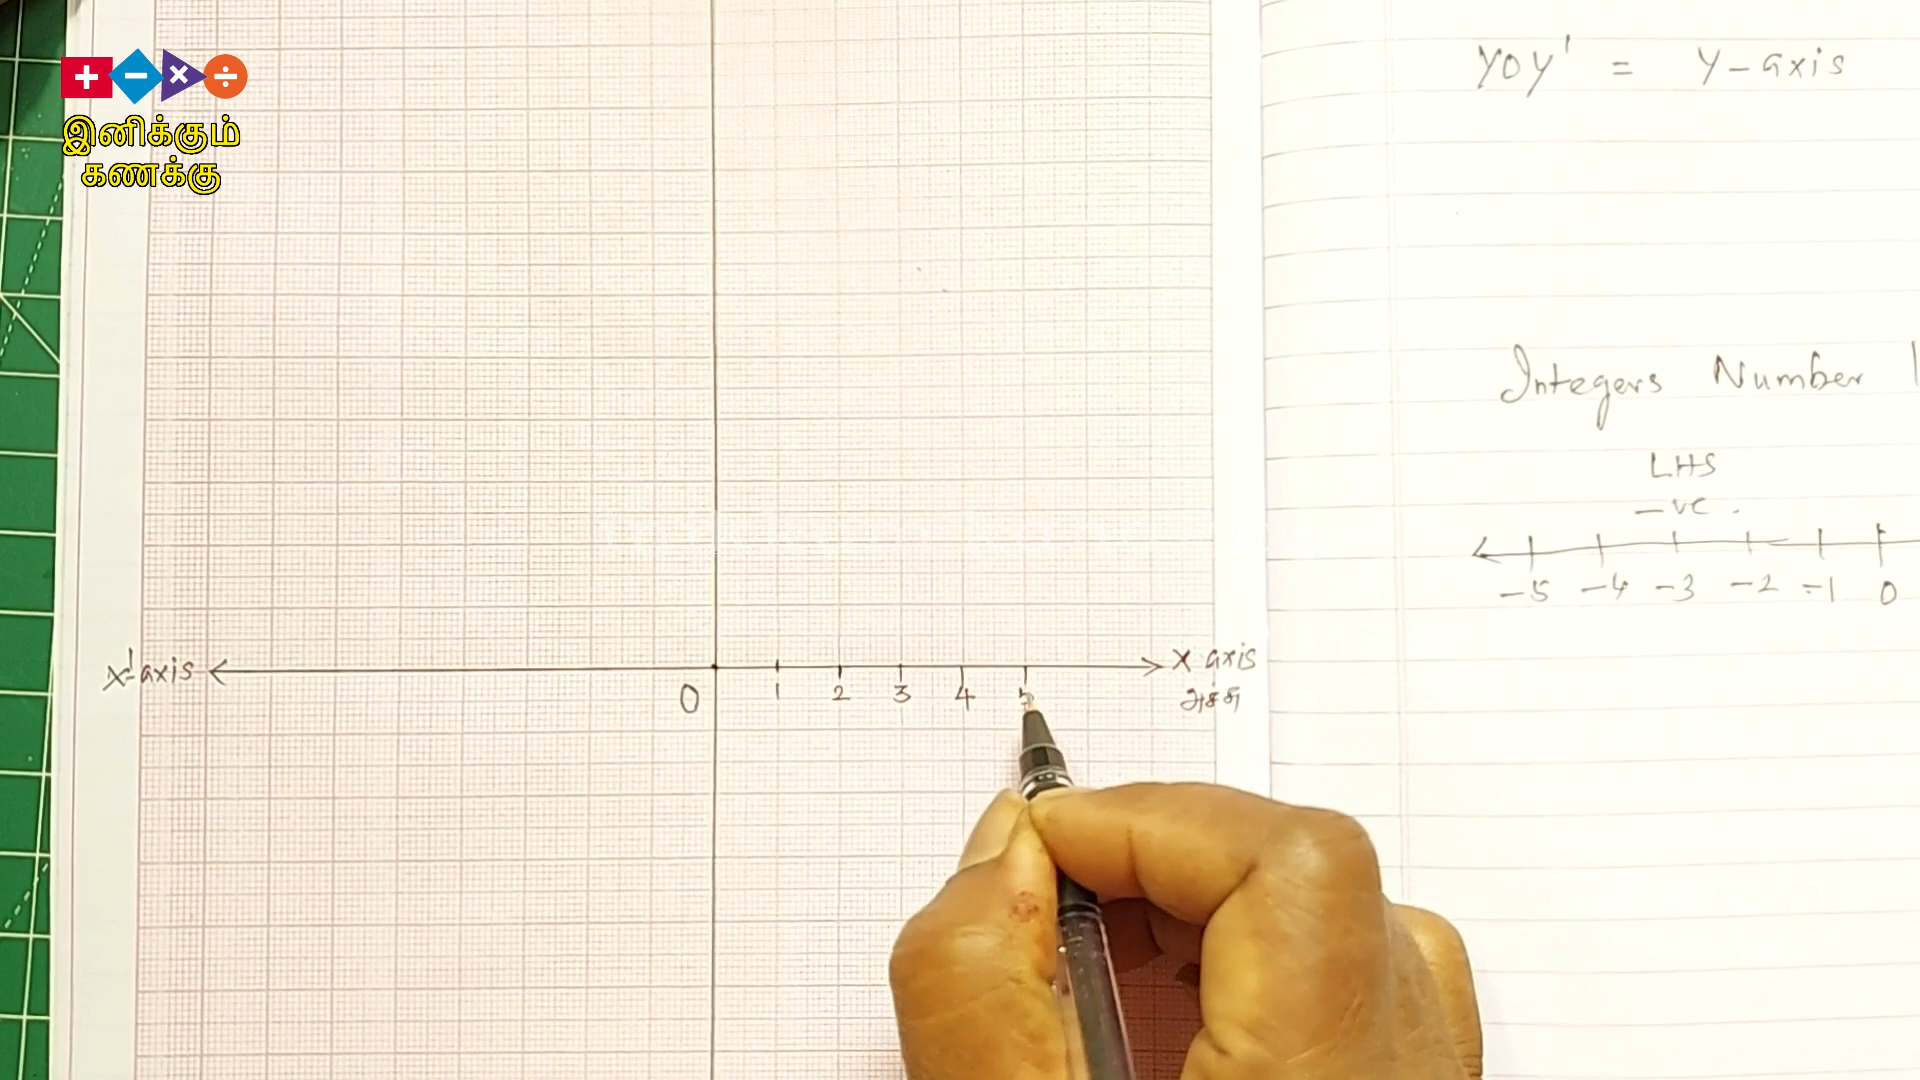 இனிக்கும்
கணக்கு
YOY' = Y-axis
Integers Number
LHS
-ve
-5 -4 -3 -2 -1 0
X' axis
X axis
அச்சு
0 1 2 3 4 5